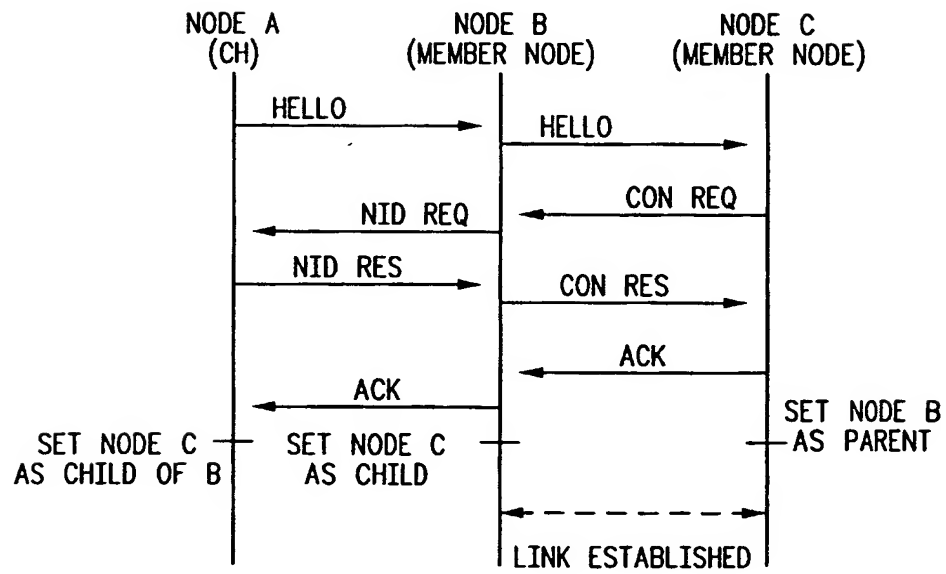 NODE A
(CH)
NODE B
(MEMBER NODE)
NODE C
(MEMBER NODE)
HELLO
HELLO
CON REQ
NID REQ
NID RES
CON RES
ACK
ACK
SET NODE C
AS CHILD OF B
SET NODE C
AS CHILD
SET NODE B
AS PARENT
LINK ESTABLISHED